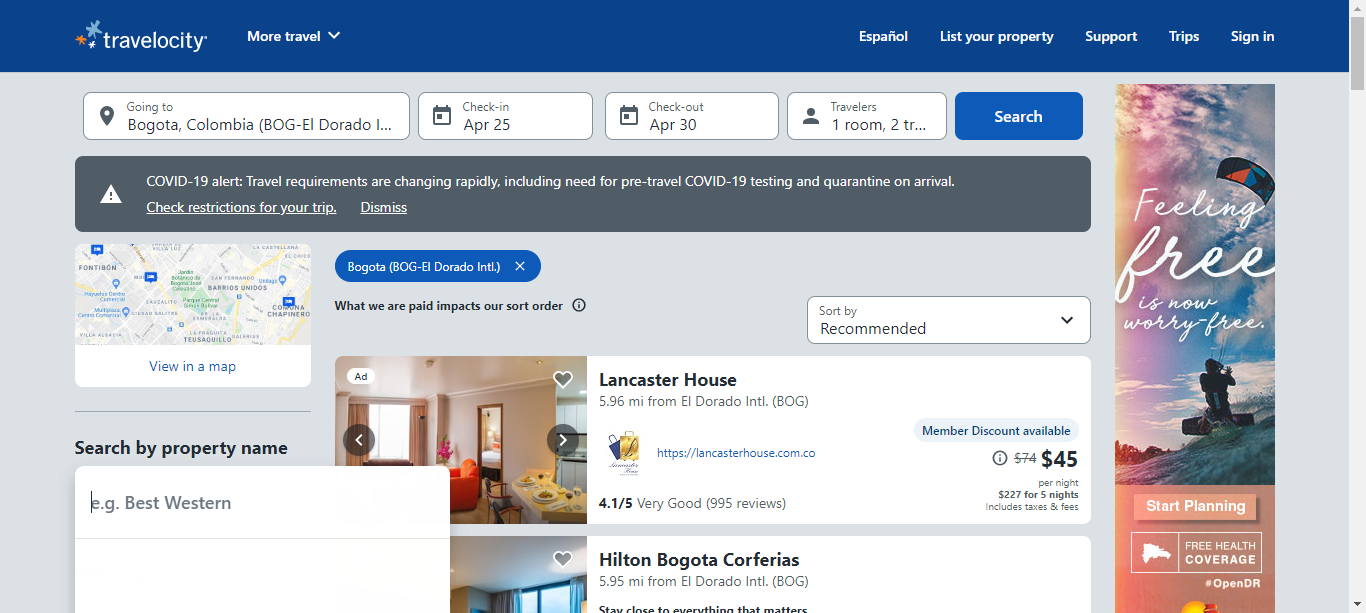 travelocity
More travel
Español
List your property
Support
Trips
Sign in
Going to
Bogota, Colombia (BOG-El Dorado I...
Check-in
Apr 25
Check-out
Apr 30
Travelers
1 room, 2 tr...
Search
COVID-19 alert: Travel requirements are changing rapidly, including need for pre-travel COVID-19 testing and quarantine on arrival.
Check restrictions for your trip.
Dismiss
FONTIBÓN
BARRIOS UNIDOS
TEUSAQUILLO
CHAPINERO
View in a map
Search by property name
e.g. Best Western
Bogota (BOG-El Dorado Intl.)
What we are paid impacts our sort order
Sort by
Recommended
Ad
Lancaster House
5.96 mi from El Dorado Intl. (BOG)
Lancaster
House
https://lancasterhouse.com.co
4.1/5 Very Good (995 reviews)
Member Discount available
$74 $45
per night
$227 for 5 nights
Includes taxes & fees
Hilton Bogota Corferias
5.95 mi from El Dorado Intl. (BOG)
Stay close to everything that matters
Feeling
free
is now
worry-free.
Start Planning
FREE HEALTH
COVERAGE
#OpenDR